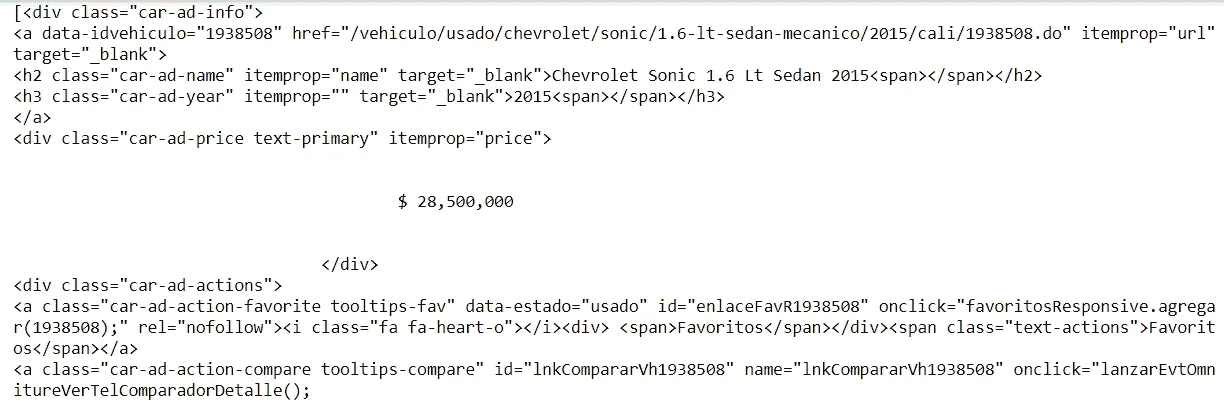 [<div class="car-ad-info">
<a data-idvehiculo="1938508" href="/vehiculo/usado/chevrolet/sonic/1.6-lt-sedan-mecanico/2015/cali/1938508.do" itemprop="url"
target="_blank">
<h2 class="car-ad-name" itemprop="name" target="_blank">Chevrolet Sonic 1.6 Lt Sedan 2015<span></span></h2>
<h3 class="car-ad-year" itemprop="" target="_blank">2015<span></span></h3>
</a>
<div class="car-ad-price text-primary" itemprop="price">
$ 28,500,000
</div>
<div class="car-ad-actions">
<a class="car-ad-action-favorite tooltips-fav" data-estado="usado" id="enlaceFavR1938508" onclick="favoritosResponsive.agrega
r(1938508);" rel="nofollow"><i class="fa fa-heart-o"></i><div> <span>Favoritos</span></div><span class="text-actions">Favorit
os</span></a>
<a class="car-ad-action-compare tooltips-compare" id="lnkCompararVh1938508" name="lnkCompararVh1938508" onclick="lanzarEvtOmn
itureVerTelComparadorDetalle();